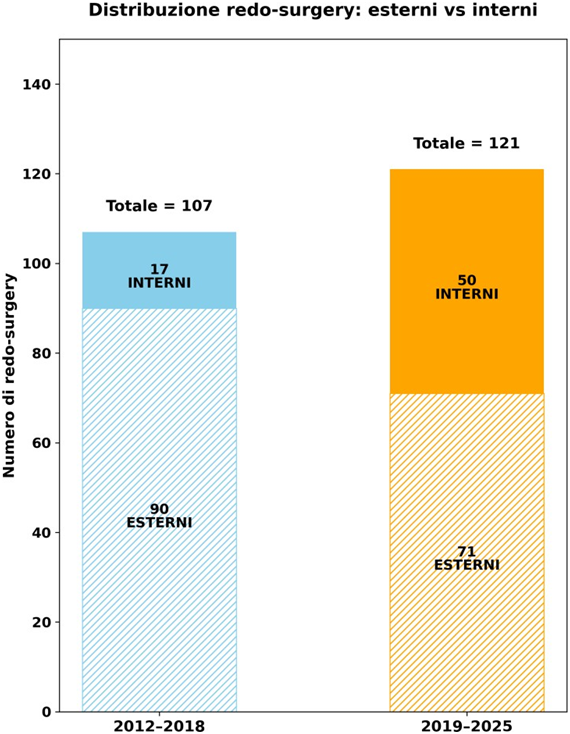 Distribuzione redo-surgery: esterni vs interni
Numero di redo-surgery
140
120
100
80
60
40
20
0
Totale = 107
17
INTERNI
90
ESTERNI
Totale = 121
50
INTERNI
71
ESTERNI
2012–2018
2019–2025